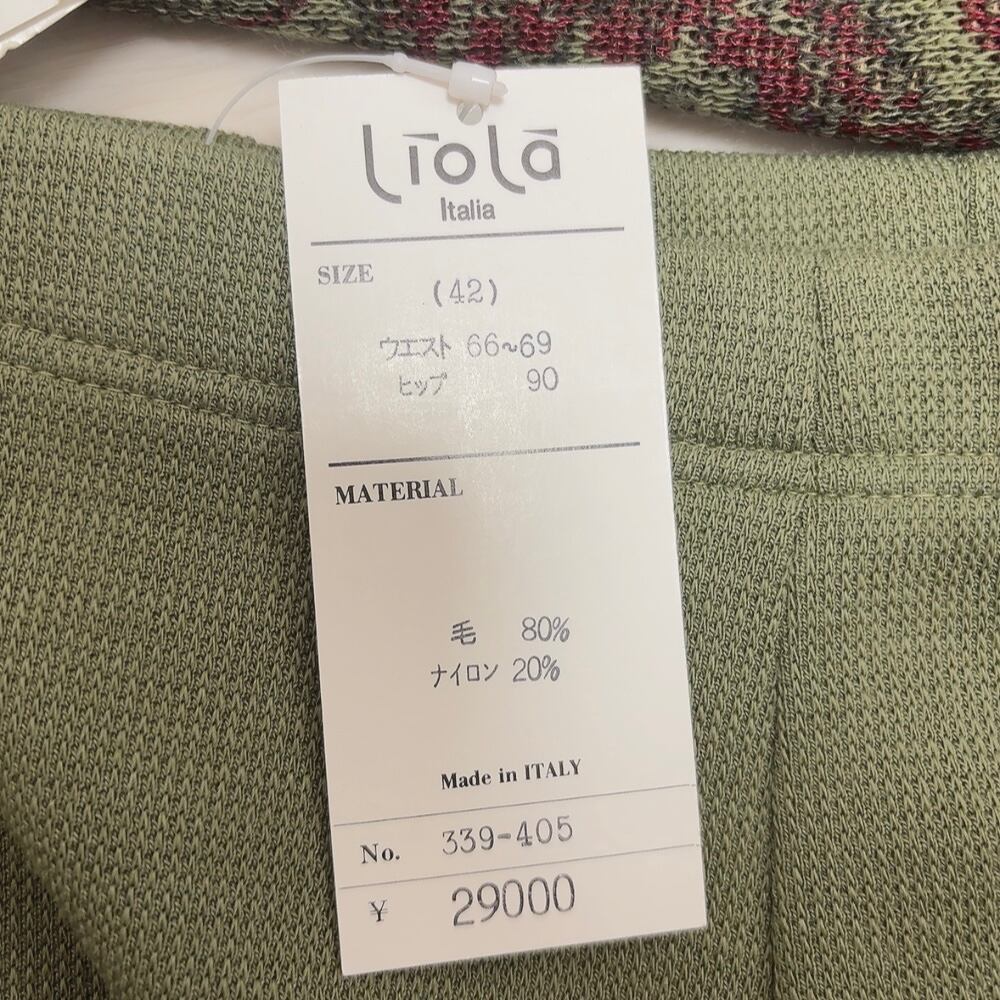 Liola
Italia
SIZE
(42)
ウエスト 66~69
ヒップ 90
MATERIAL
毛 80%
ナイロン 20%
Made in ITALY
No. 339-405
¥ 29000